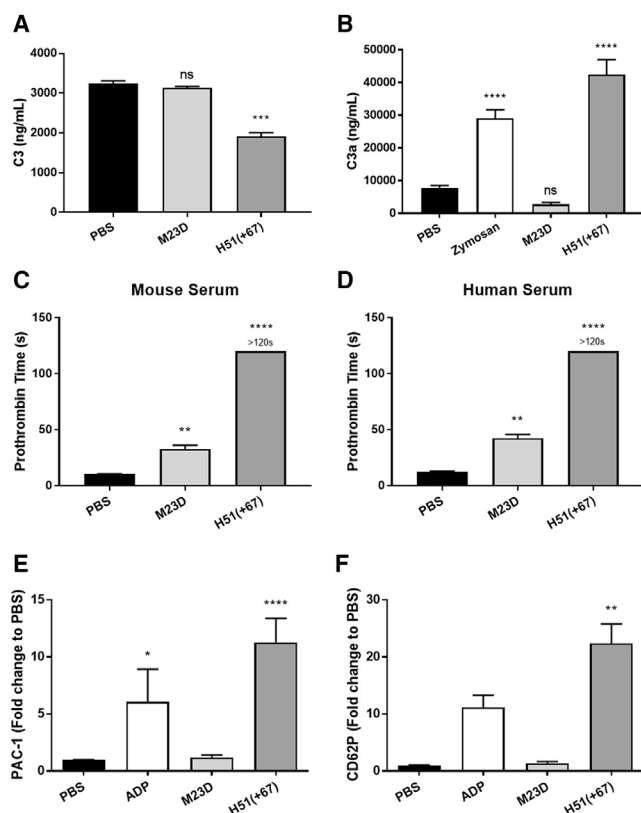 A
C3 (ng/mL)
4000
3000
2000
1000
0
ns
***
PBS
M23D
H51(+67)
B
C3a (ng/mL)
50000
40000
30000
20000
10000
0
****
ns
****
PBS
Zymosan
M23D
H51(+67)
C
Mouse Serum
Prothrombin Time (s)
150
100
50
0
**
****
>120s
PBS
M23D
H51(+67)
D
Human Serum
Prothrombin Time (s)
150
100
50
0
**
****
>120s
PBS
M23D
H51(+67)
E
PAC-1 (Fold change to PBS)
15
10
5
0
*
****
PBS
ADP
M23D
H51(+67)
F
CD62P (Fold change to PBS)
30
20
10
0
**
PBS
ADP
M23D
H51(+67)